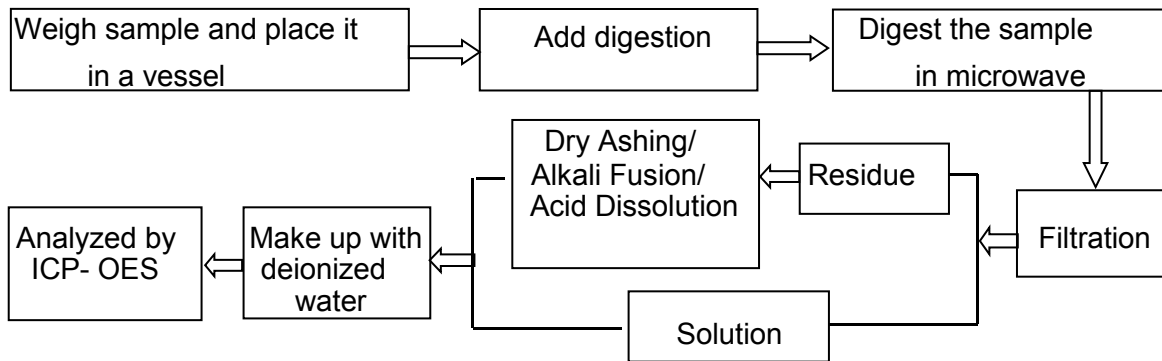 Weigh sample and place it
in a vessel
Add digestion
Digest the sample
in microwave
Filtration
Residue
Dry Ashing/
Alkali Fusion/
Acid Dissolution
Solution
Make up with
deionized
water
Analyzed by
ICP- OES